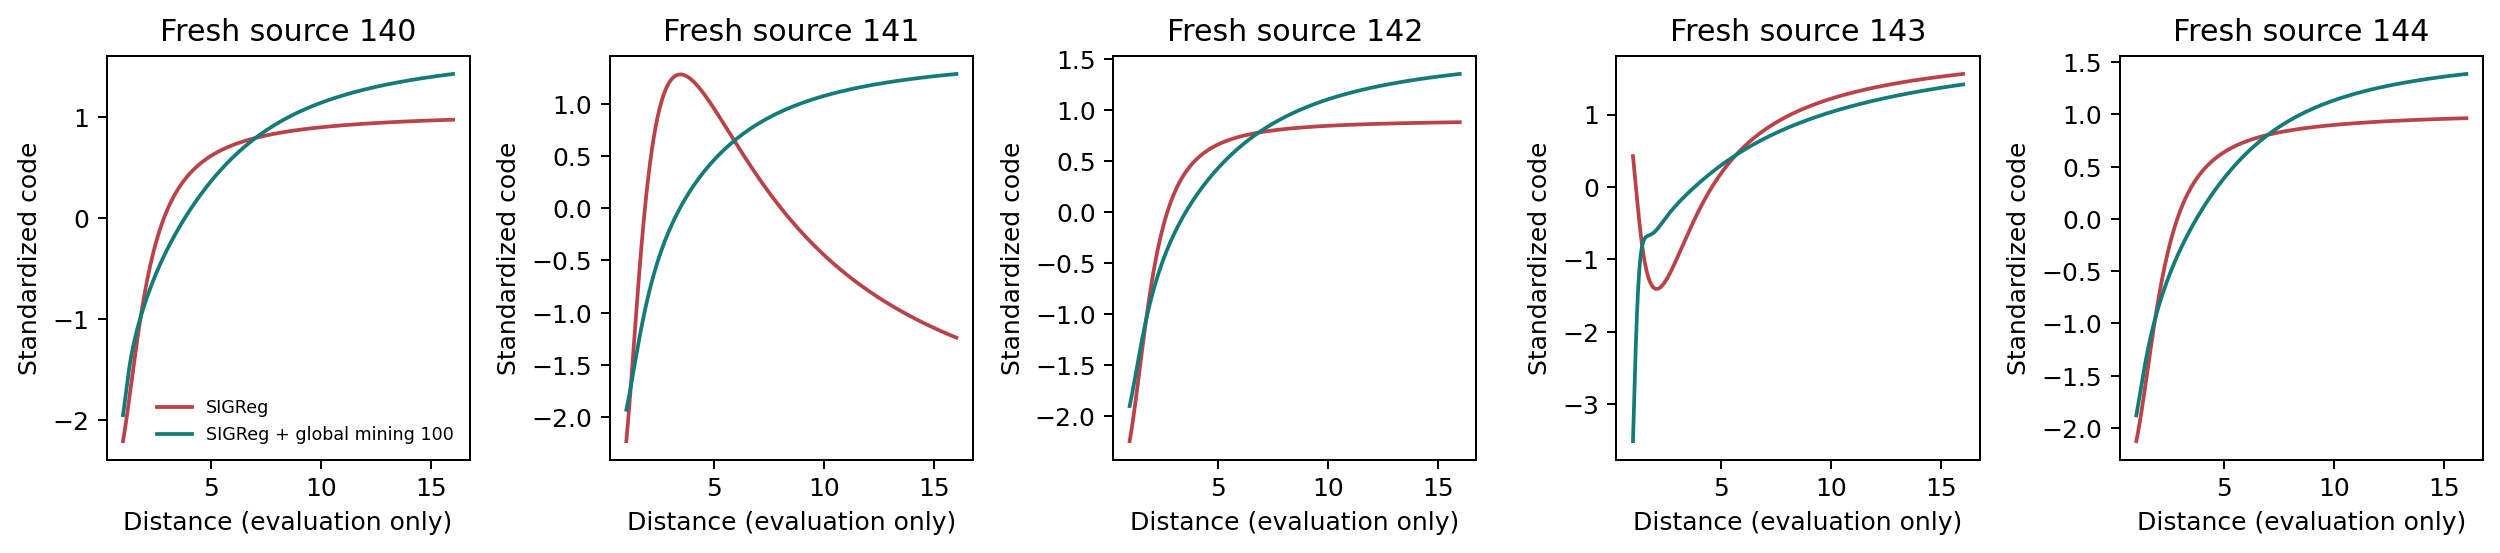 Fresh source 140
Standardized code
1
0
−1
−2
SIGReg
SIGReg + global mining 100
5 10 15
Distance (evaluation only)
Fresh source 141
Standardized code
1.0
0.5
0.0
−0.5
−1.0
−1.5
−2.0
5 10 15
Distance (evaluation only)
Fresh source 142
Standardized code
1.5
1.0
0.5
0.0
−0.5
−1.0
−1.5
−2.0
5 10 15
Distance (evaluation only)
Fresh source 143
Standardized code
1
0
−1
−2
−3
5 10 15
Distance (evaluation only)
Fresh source 144
Standardized code
1.5
1.0
0.5
0.0
−0.5
−1.0
−1.5
−2.0
5 10 15
Distance (evaluation only)